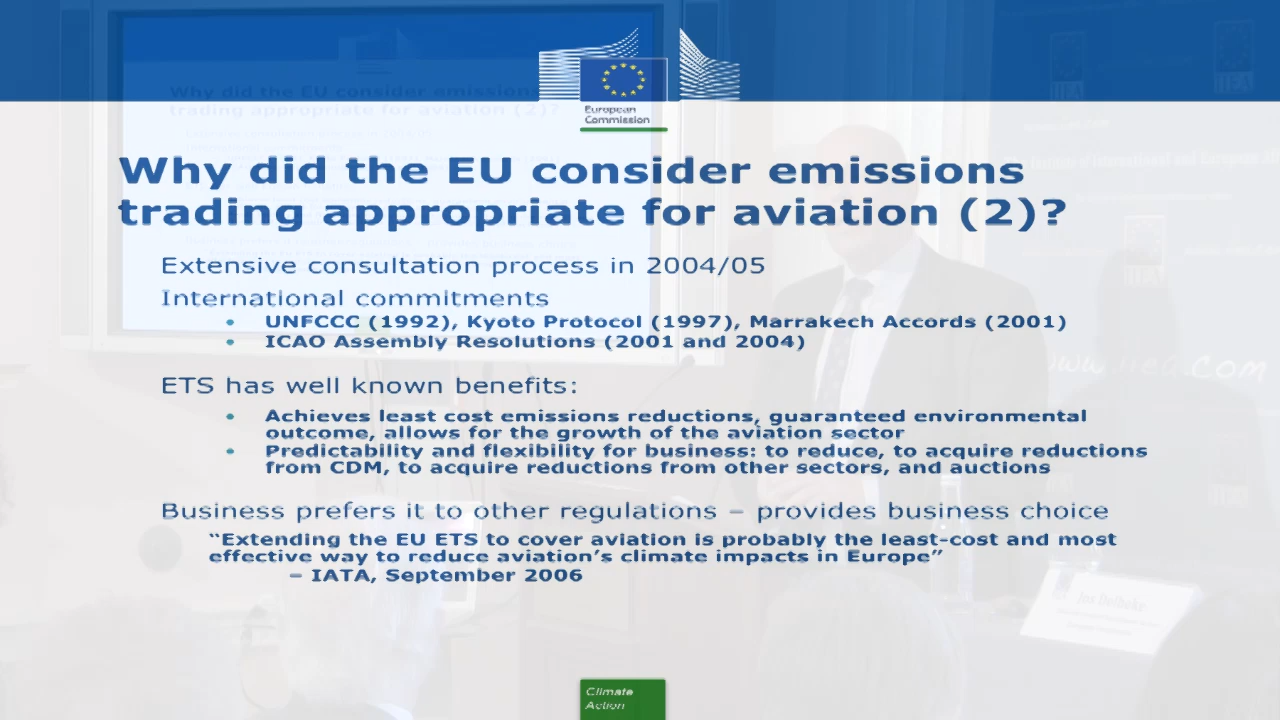 European
Commission
Why did the EU consider emissions
trading appropriate for aviation (2)?
Extensive consultation process in 2004/05
International commitments
• UNFCCC (1992), Kyoto Protocol (1997), Marrakech Accords (2001)
• ICAO Assembly Resolutions (2001 and 2004)
ETS has well known benefits:
• Achieves least cost emissions reductions, guaranteed environmental
outcome, allows for the growth of the aviation sector
• Predictability and flexibility for business: to reduce, to acquire reductions
from CDM, to acquire reductions from other sectors, and auctions
Business prefers it to other regulations – provides business choice
“Extending the EU ETS to cover aviation is probably the least-cost and most
effective way to reduce aviation’s climate impacts in Europe”
– IATA, September 2006
Jos Delbeke
Climate
Action